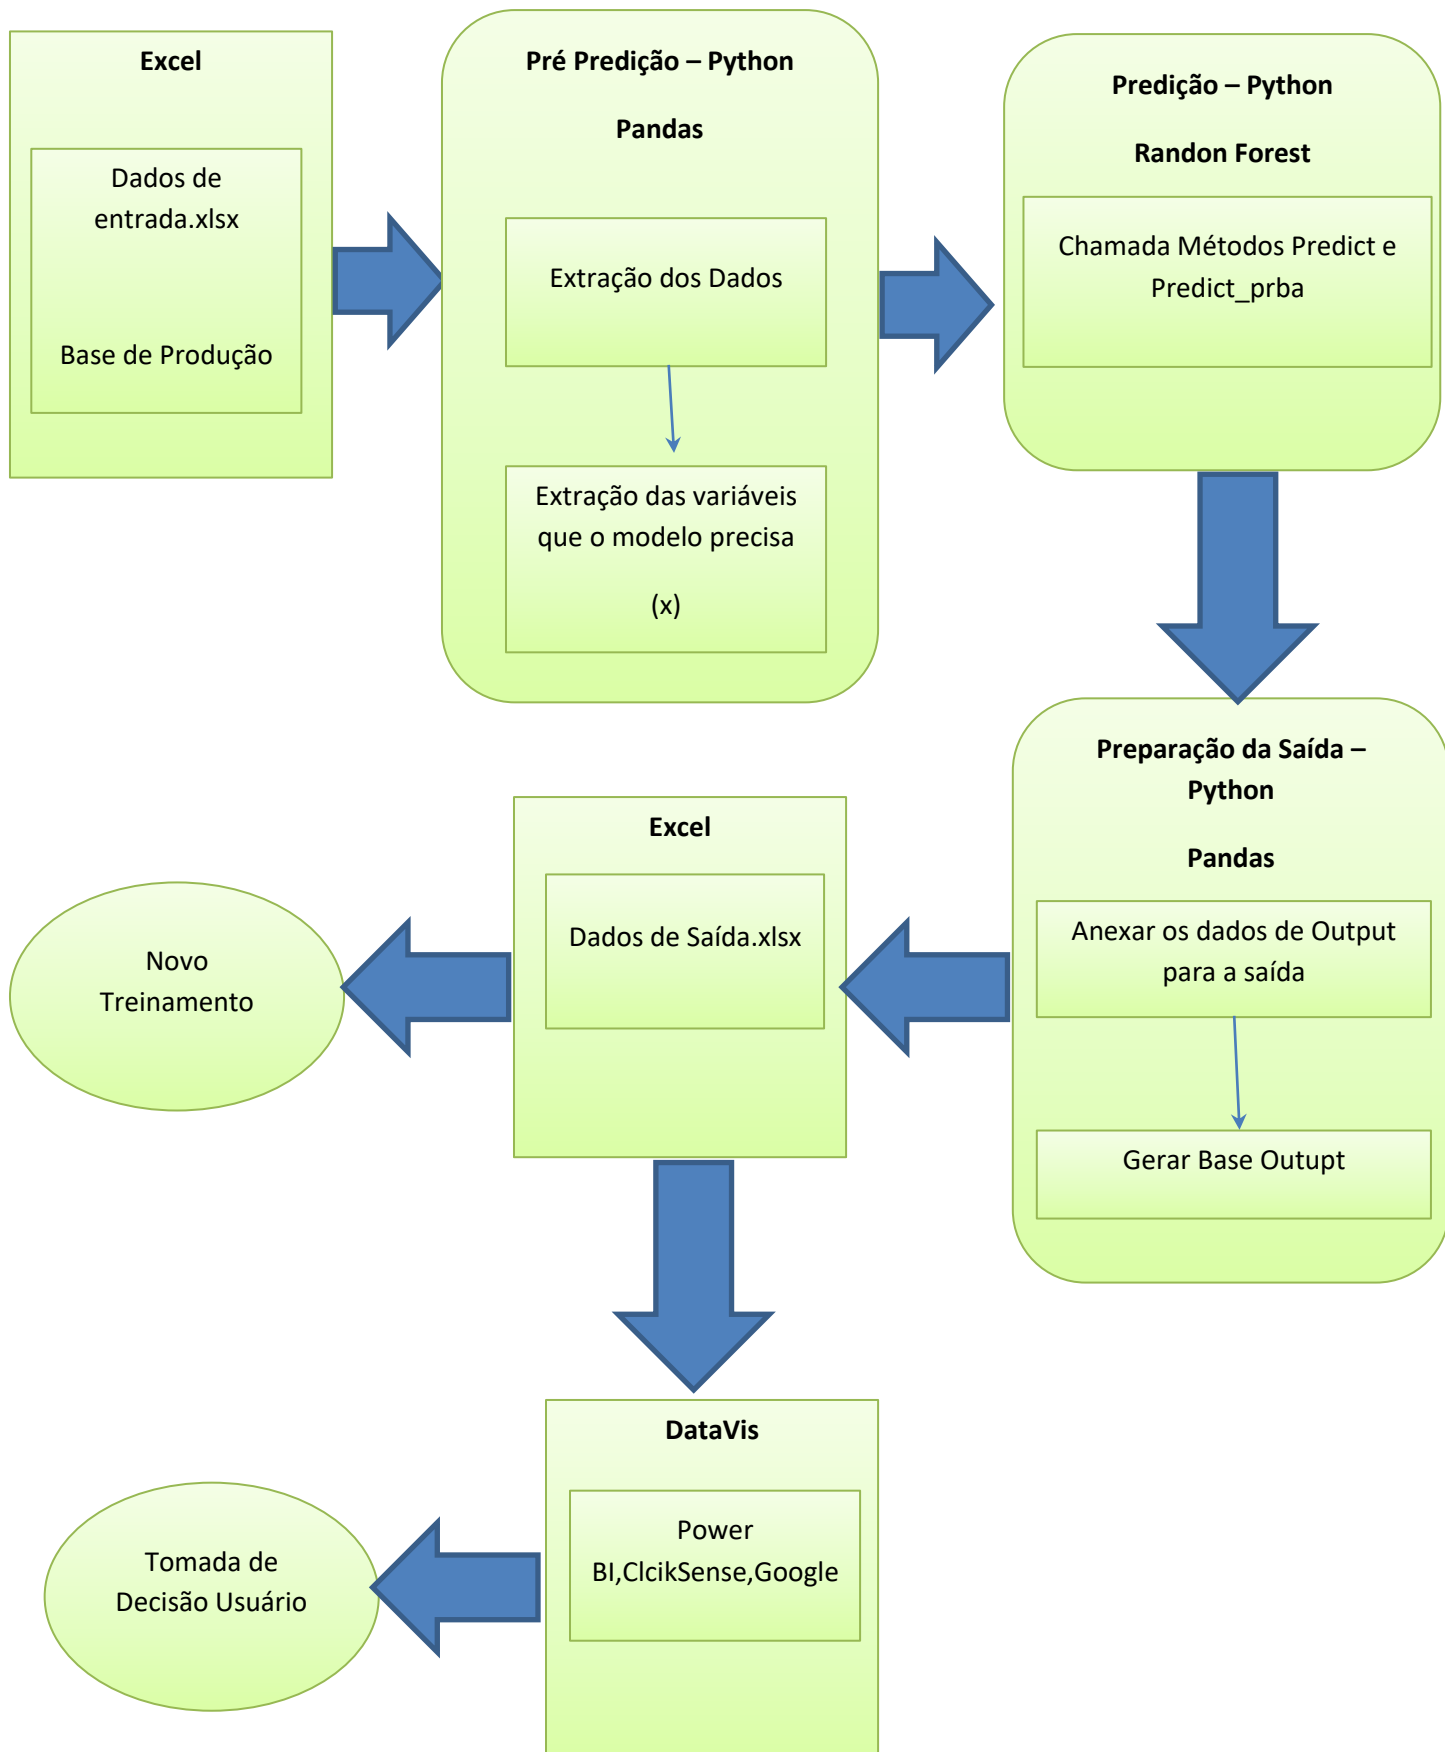 Excel
Dados de
entrada.xlsx
Base de Produção
Pré Predição – Python
Pandas
Extração dos Dados
Extração das variáveis
que o modelo precisa
(x)
Predição – Python
Randon Forest
Chamada Métodos Predict e
Predict_prba
Preparação da Saída –
Python
Pandas
Anexar os dados de Output
para a saída
Gerar Base Outupt
Excel
Dados de Saída.xlsx
Novo
Treinamento
DataVis
Power
BI,ClcikSense,Google
Tomada de
Decisão Usuário